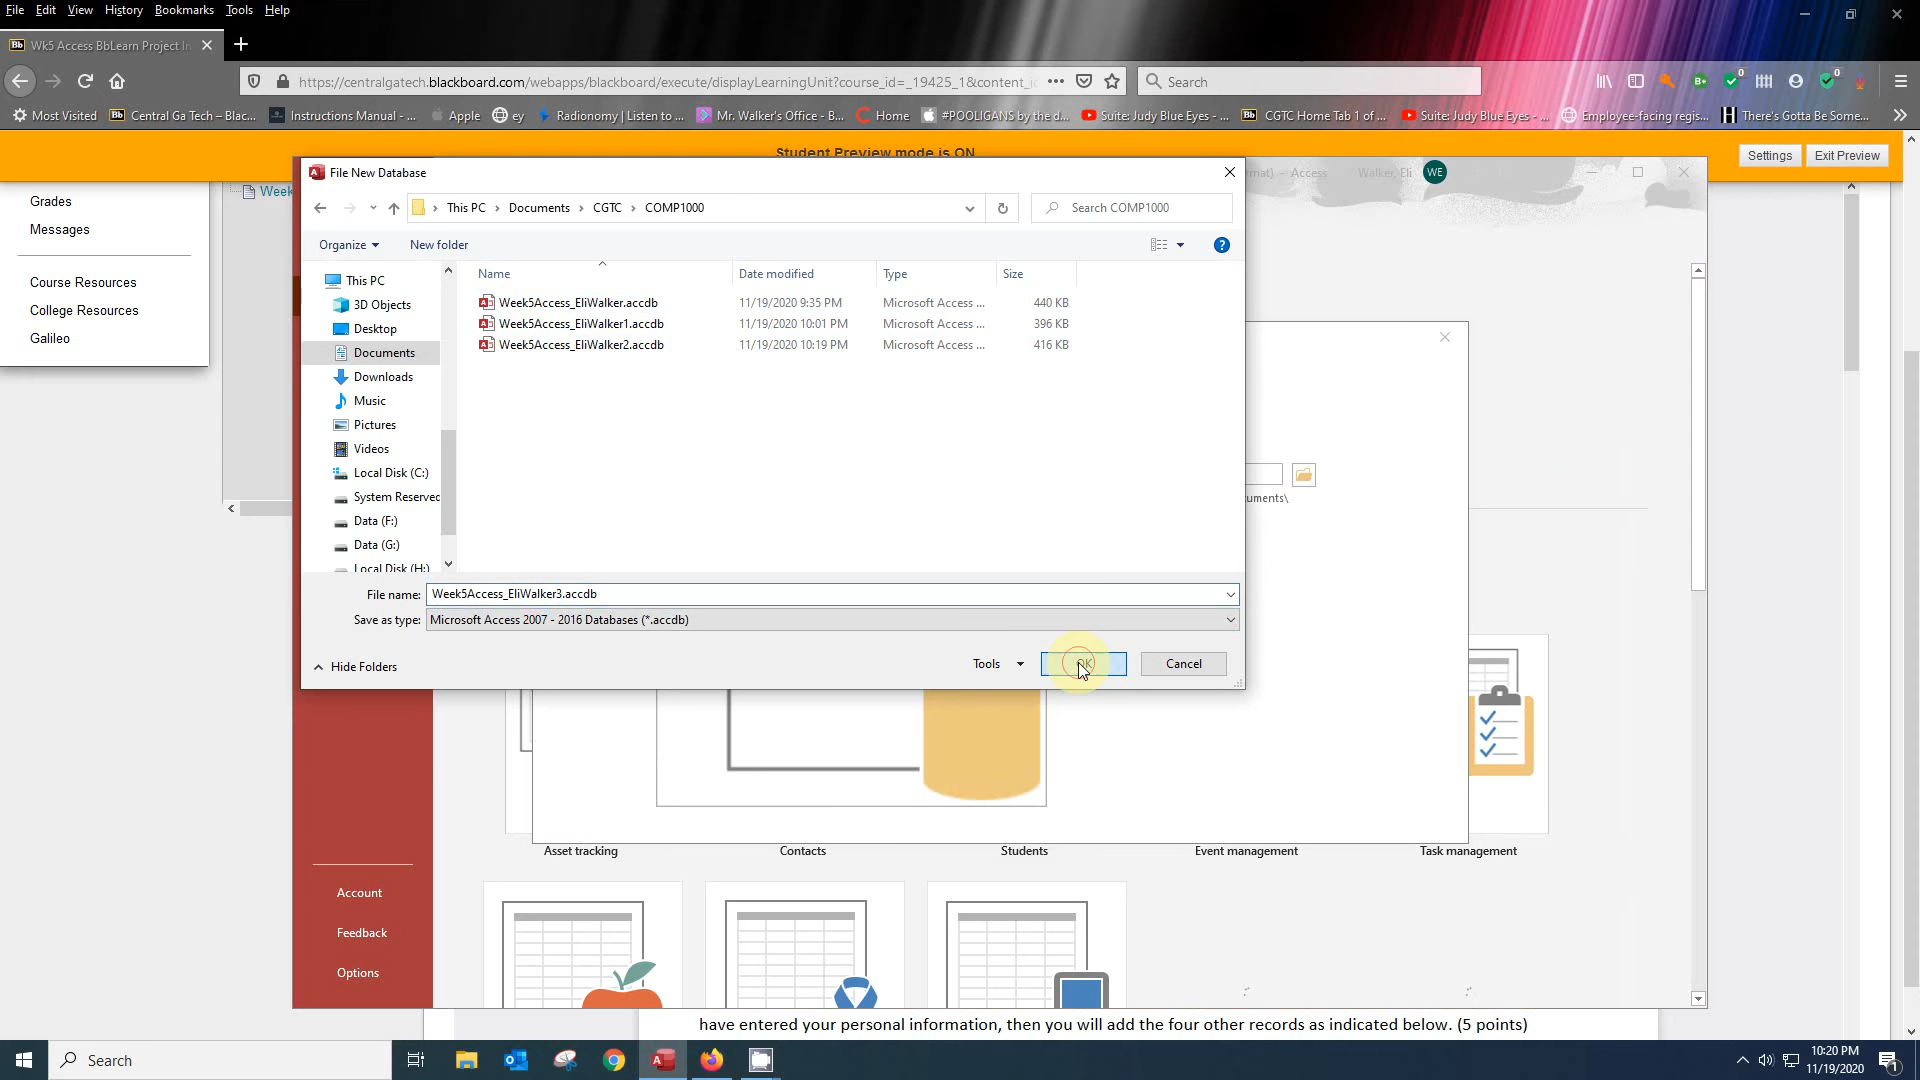 File Edit View History Bookmarks Tools Help
Wk5 Access BbLearn Project In
https://centralgatech.blackboard.com/webapps/blackboard/execute/displayLearningUnit?course_id=_19425_1&content_i
Search
Most Visited Central Ga Tech – Blac... Instructions Manual - ... Apple ey Radionomy | Listen to ... Mr. Walker's Office - B... Home #POOLIGANS by the d... Suite: Judy Blue Eyes - ... CGTC Home Tab 1 of ... Suite: Judy Blue Eyes - ... Employee-facing regis... There's Gotta Be Some...
Student Preview mode is ON
Settings Exit Preview
Grades
Messages
Course Resources
College Resources
Galileo
Week
File New Database
Access Walker, Eli WE
This PC Documents CGTC COMP1000
Search COMP1000
Organize New folder
Name Date modified Type Size
Week5Access_EliWalker.accdb 11/19/2020 9:35 PM Microsoft Access ... 440 KB
Week5Access_EliWalker1.accdb 11/19/2020 10:01 PM Microsoft Access ... 396 KB
Week5Access_EliWalker2.accdb 11/19/2020 10:19 PM Microsoft Access ... 416 KB
This PC
3D Objects
Desktop
Documents
Downloads
Music
Pictures
Videos
Local Disk (C:)
System Reserved
Data (F:)
Data (G:)
Local Disk (H:)
uments\
File name: Week5Access_EliWalker3.accdb
Save as type: Microsoft Access 2007 - 2016 Databases (*.accdb)
Hide Folders
Tools OK Cancel
Asset tracking Contacts Students Event management Task management
Account
Feedback
Options
have entered your personal information, then you will add the four other records as indicated below. (5 points)
Search
10:20 PM
11/19/2020